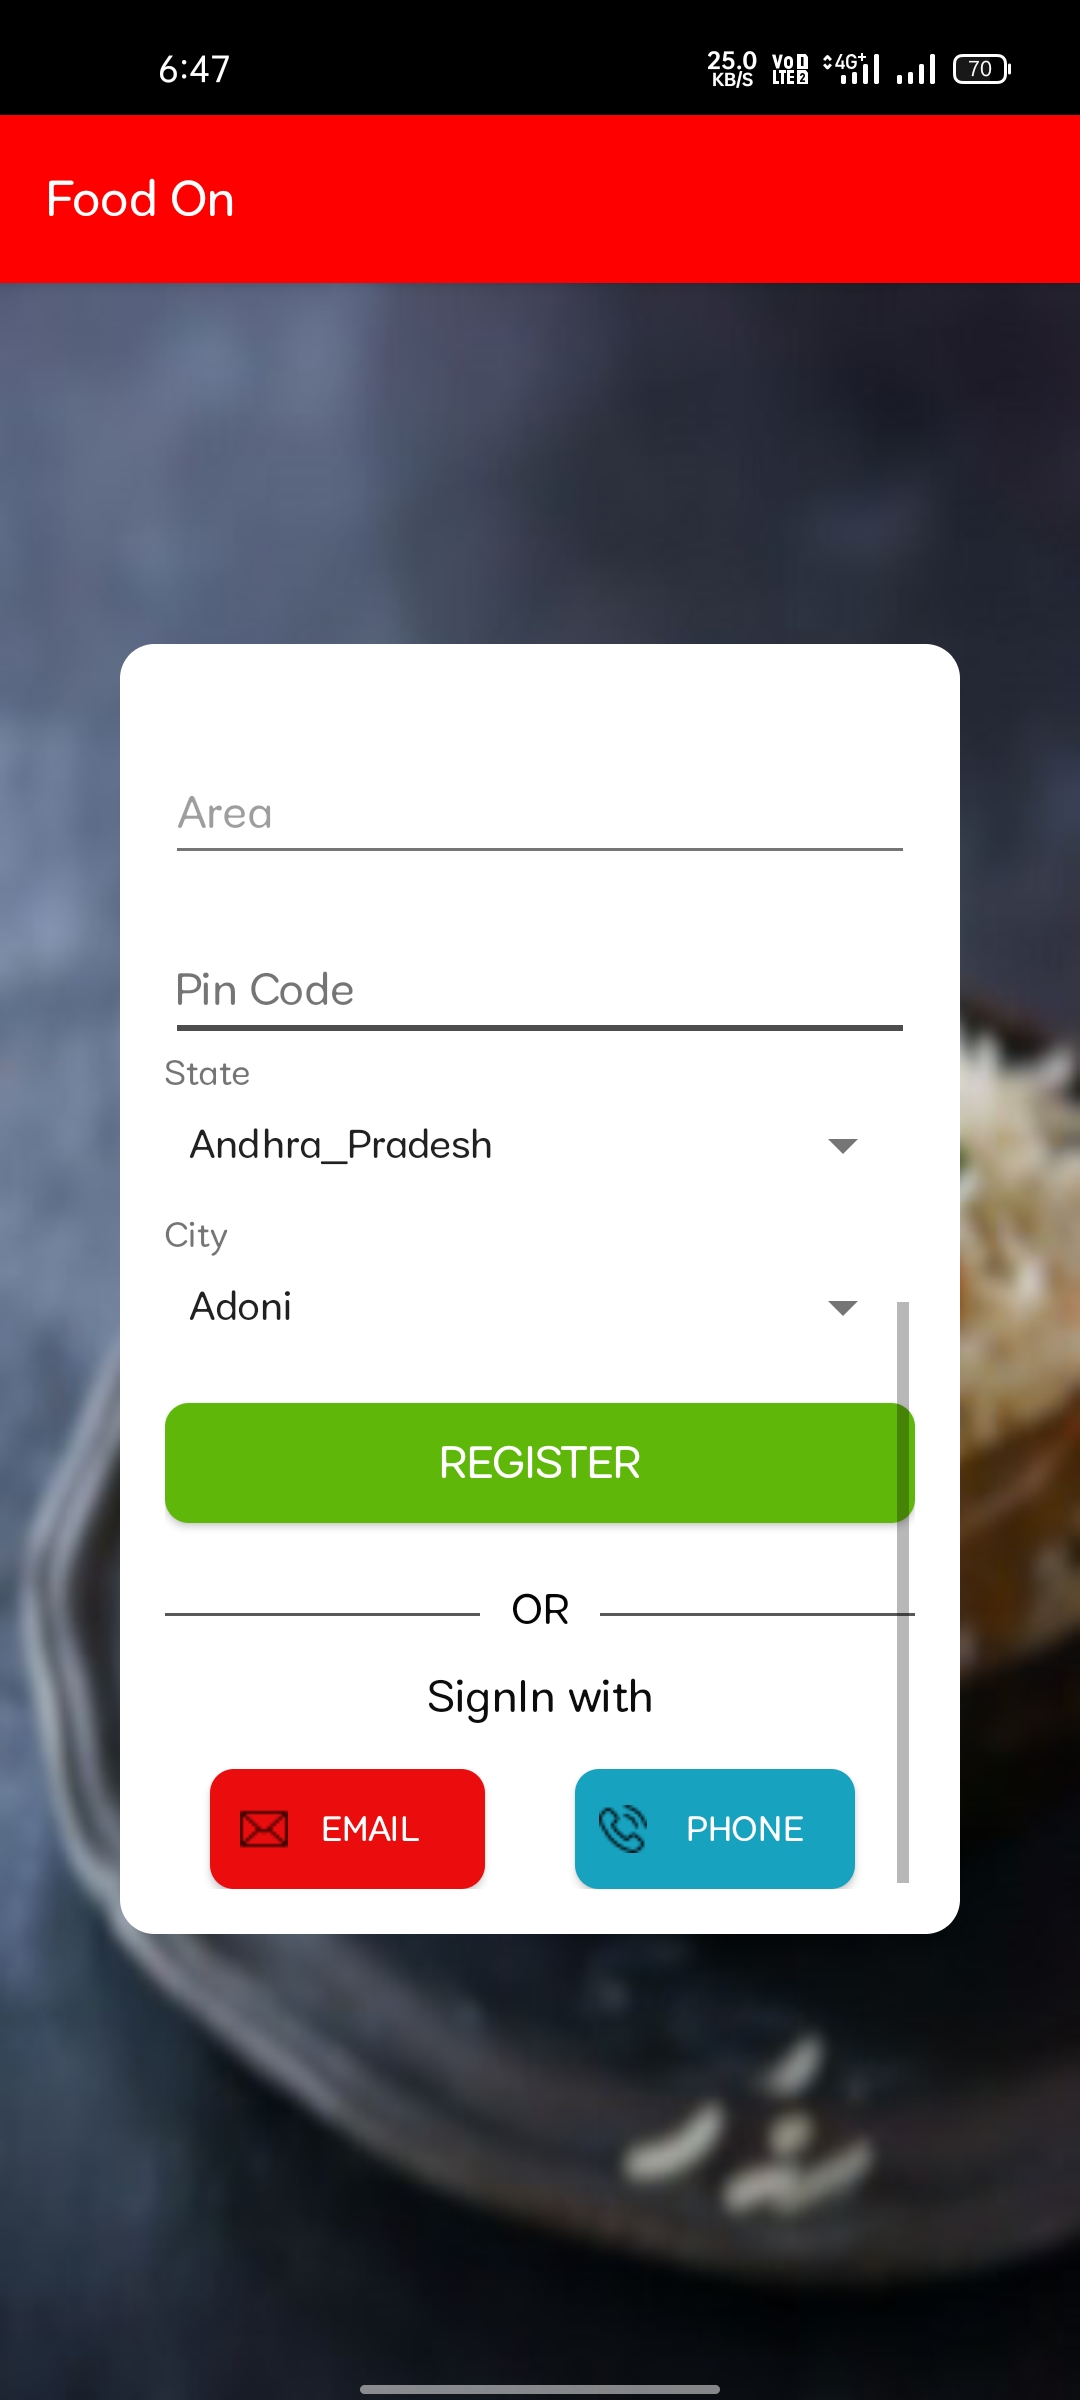 6:47
25.0 KB/S Vo 1 LTE 2 4G+ 70
Food On
Area
Pin Code
State
Andhra_Pradesh
City
Adoni
REGISTER
OR
SignIn with
EMAIL PHONE